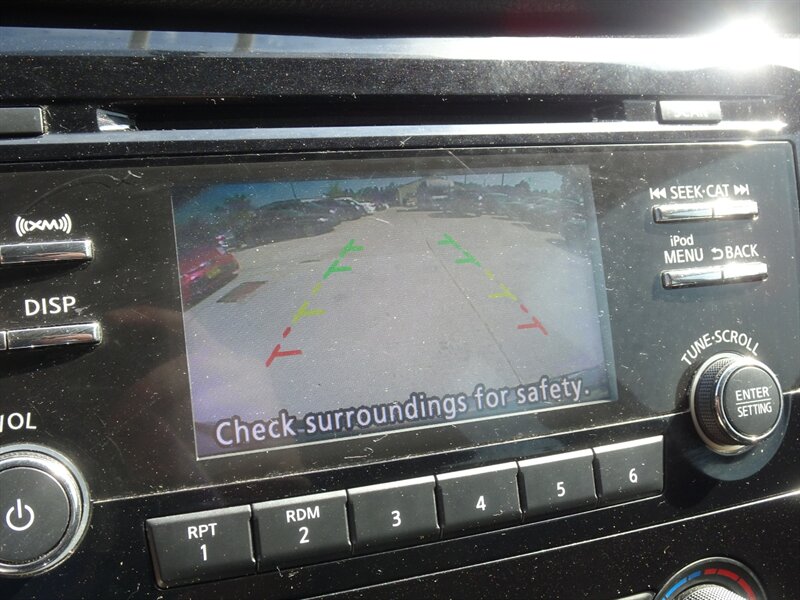 XM
SEEK·CAT
iPod
MENU BACK
DISP
TUNE·SCROLL
ENTER
SETTING
VOL
Check surroundings for safety.
RPT
1
RDM
2
3
4
5
6